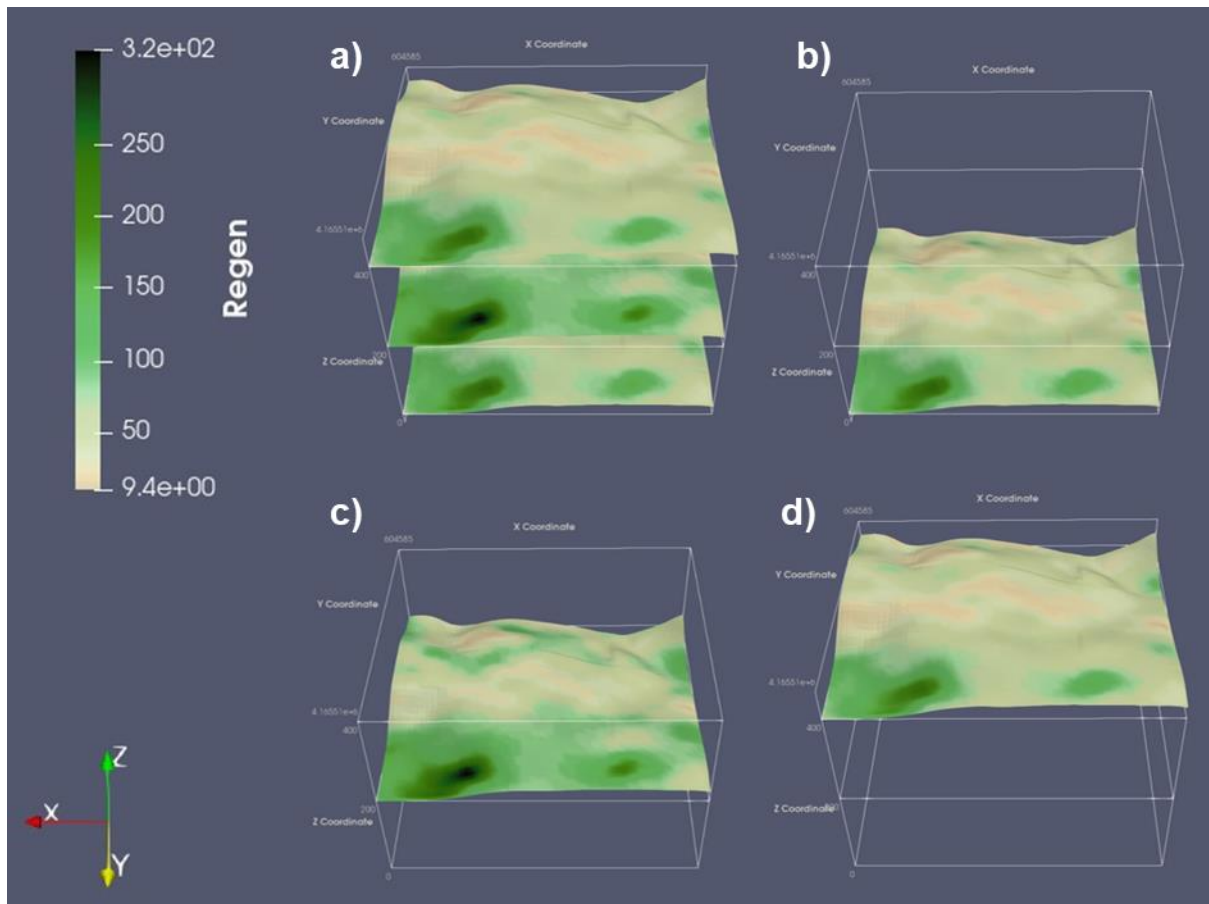 3.2e+02
250
200
150
100
50
9.4e+00
Regen
a)
X Coordinate
604585
Y Coordinate
4.16551e+6
400
200
Z Coordinate
0
b)
X Coordinate
604585
Y Coordinate
4.16551e+6
400
200
Z Coordinate
0
c)
X Coordinate
604585
Y Coordinate
4.16551e+6
400
200
Z Coordinate
0
d)
X Coordinate
604585
Y Coordinate
4.16551e+6
400
Z Coordinate
0
Z
X
Y